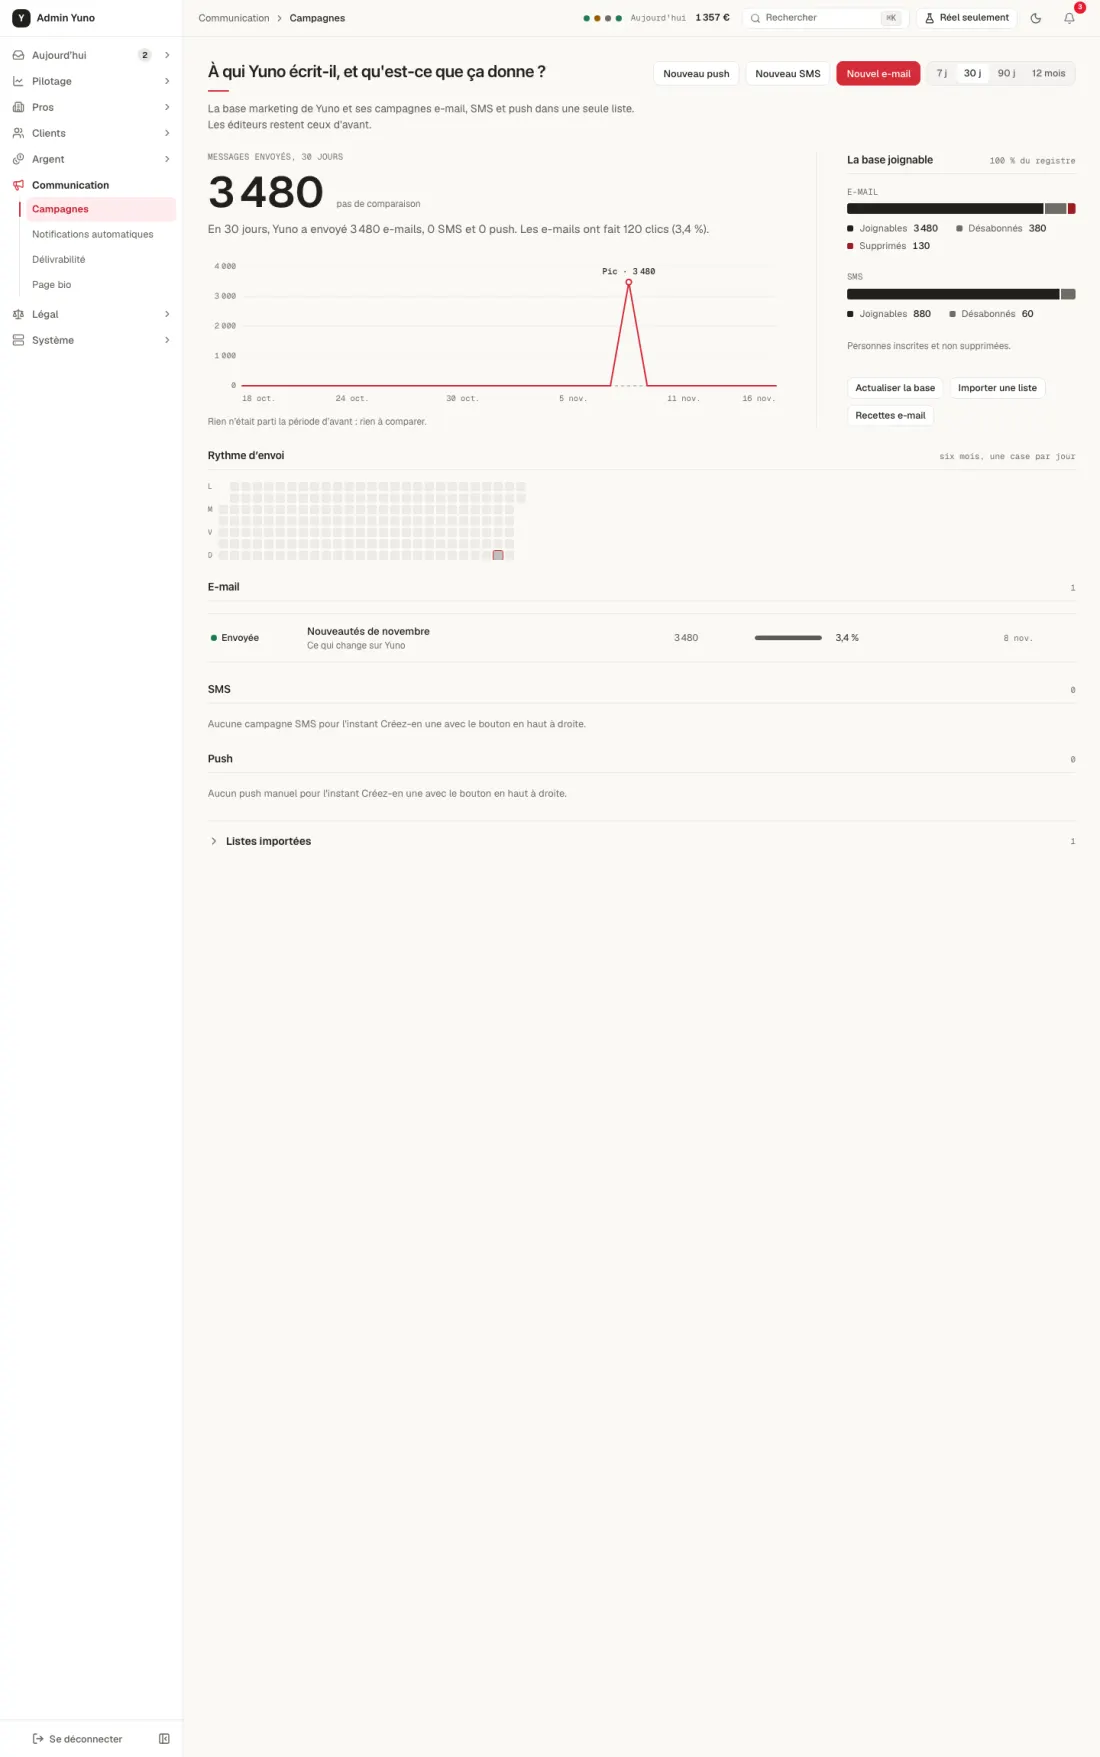 Y Admin Yuno
Aujourd'hui 2
Pilotage
Pros
Clients
Argent
Communication
Campagnes
Notifications automatiques
Délivrabilité
Page bio
Légal
Système
Se déconnecter
Communication > Campagnes
Aujourd'hui 1 357 €
Rechercher ⌘K
Réel seulement
3
À qui Yuno écrit-il, et qu'est-ce que ça donne ?
Nouveau push
Nouveau SMS
Nouvel e-mail
7 j 30 j 90 j 12 mois
La base marketing de Yuno et ses campagnes e-mail, SMS et push dans une seule liste.
Les éditeurs restent ceux d'avant.
MESSAGES ENVOYÉS, 30 JOURS
3 480 pas de comparaison
En 30 jours, Yuno a envoyé 3 480 e-mails, 0 SMS et 0 push. Les e-mails ont fait 120 clics (3,4 %).
Pic · 3 480
4 000
3 000
2 000
1 000
0
18 oct. 24 oct. 30 oct. 5 nov. 11 nov. 16 nov.
Rien n'était parti la période d'avant : rien à comparer.
La base joignable 100 % du registre
E-MAIL
Joignables 3 480 Désabonnés 380
Supprimés 130
SMS
Joignables 880 Désabonnés 60
Personnes inscrites et non supprimées.
Actualiser la base
Importer une liste
Recettes e-mail
Rythme d'envoi six mois, une case par jour
L
M
V
D
E-mail 1
Envoyée Nouveautés de novembre 3 480 3,4 % 8 nov.
Ce qui change sur Yuno
SMS 0
Aucune campagne SMS pour l'instant Créez-en une avec le bouton en haut à droite.
Push 0
Aucun push manuel pour l'instant Créez-en une avec le bouton en haut à droite.
Listes importées 1